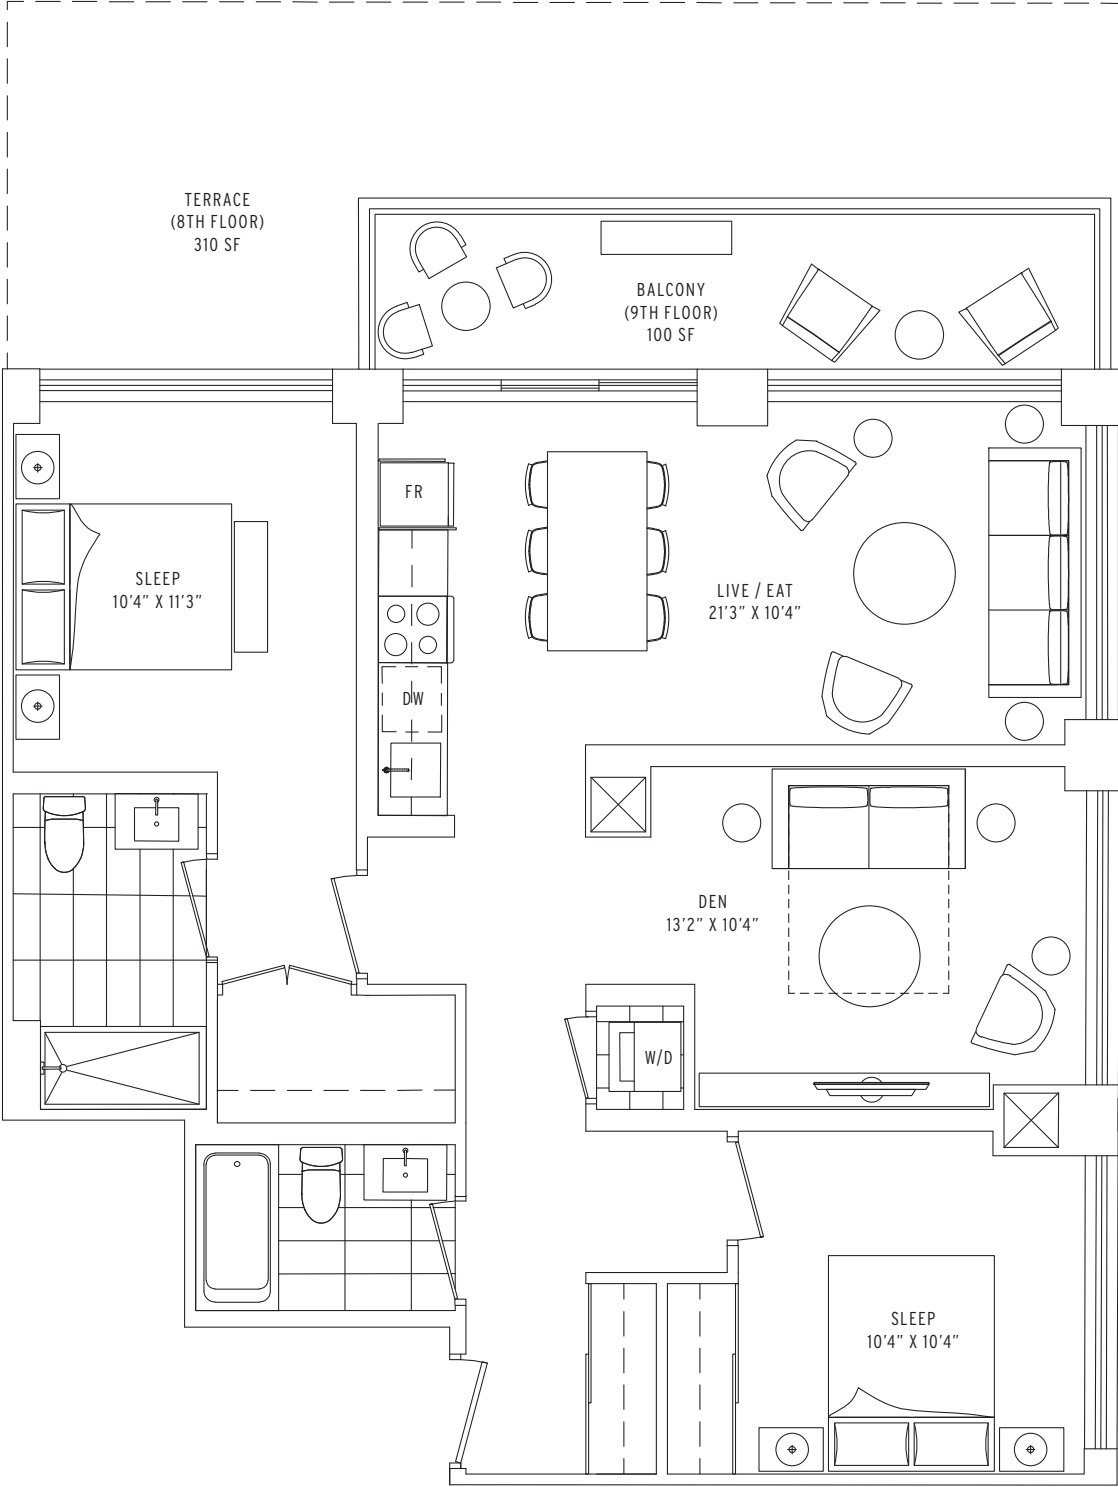 TERRACE
(8TH FLOOR)
310 SF
BALCONY
(9TH FLOOR)
100 SF
FR
SLEEP
10'4" X 11'3"
LIVE / EAT
21'3" X 10'4"
DW
DEN
13'2" X 10'4"
W/D
SLEEP
10'4" X 10'4"